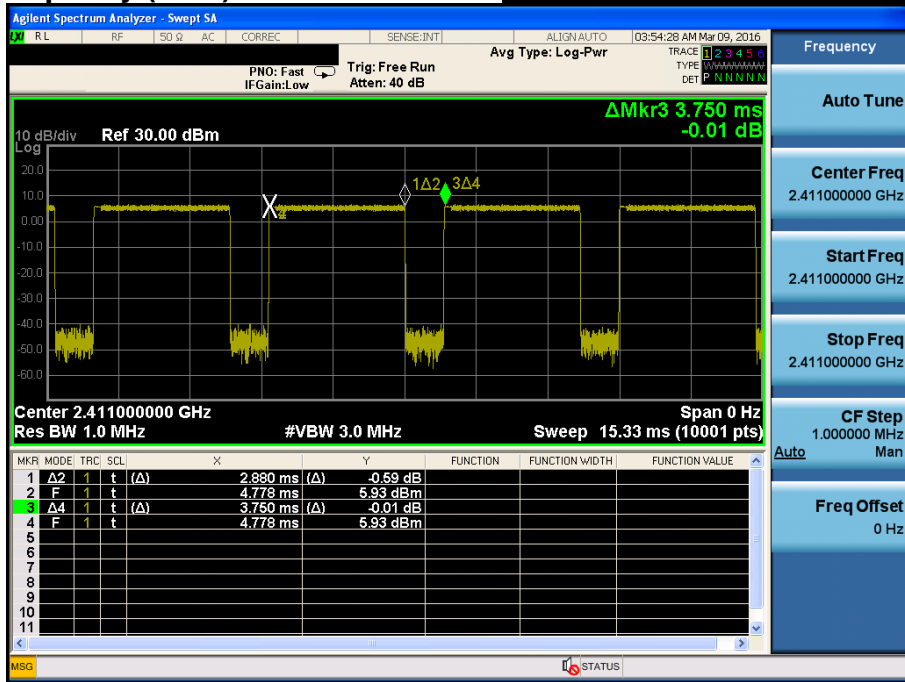 Agilent Spectrum Analyzer - Swept SA
LXI RL RF 50 Ω AC CORREC SENSE:INT ALIGNAUTO 03:54:28 AM Mar 09, 2016
Frequency
PNO: Fast Trig: Free Run Avg Type: Log-Pwr TRACE 1 2 3 4 5 6
IFGain:Low Atten: 40 dB TYPE WWWWWW
DET P N N N N N
Auto Tune
ΔMkr3 3.750 ms
-0.01 dB
10 dB/div Ref 30.00 dBm
Log
20.0
10.0
0.00
-10.0
-20.0
-30.0
-40.0
-50.0
-60.0
1Δ2 3Δ4
X
Center Freq
2.411000000 GHz
Start Freq
2.411000000 GHz
Stop Freq
2.411000000 GHz
CF Step
1.000000 MHz
Auto Man
Freq Offset
0 Hz
Center 2.411000000 GHz Span 0 Hz
Res BW 1.0 MHz #VBW 3.0 MHz Sweep 15.33 ms (10001 pts)
MKR MODE TRC SCL X Y FUNCTION FUNCTION WIDTH FUNCTION VALUE
1 Δ2 1 t (Δ) 2.880 ms (Δ) -0.59 dB
2 F 1 t 4.778 ms 5.93 dBm
3 Δ4 1 t (Δ) 3.750 ms (Δ) -0.01 dB
4 F 1 t 4.778 ms 5.93 dBm
5
6
7
8
9
10
11
MSG STATUS